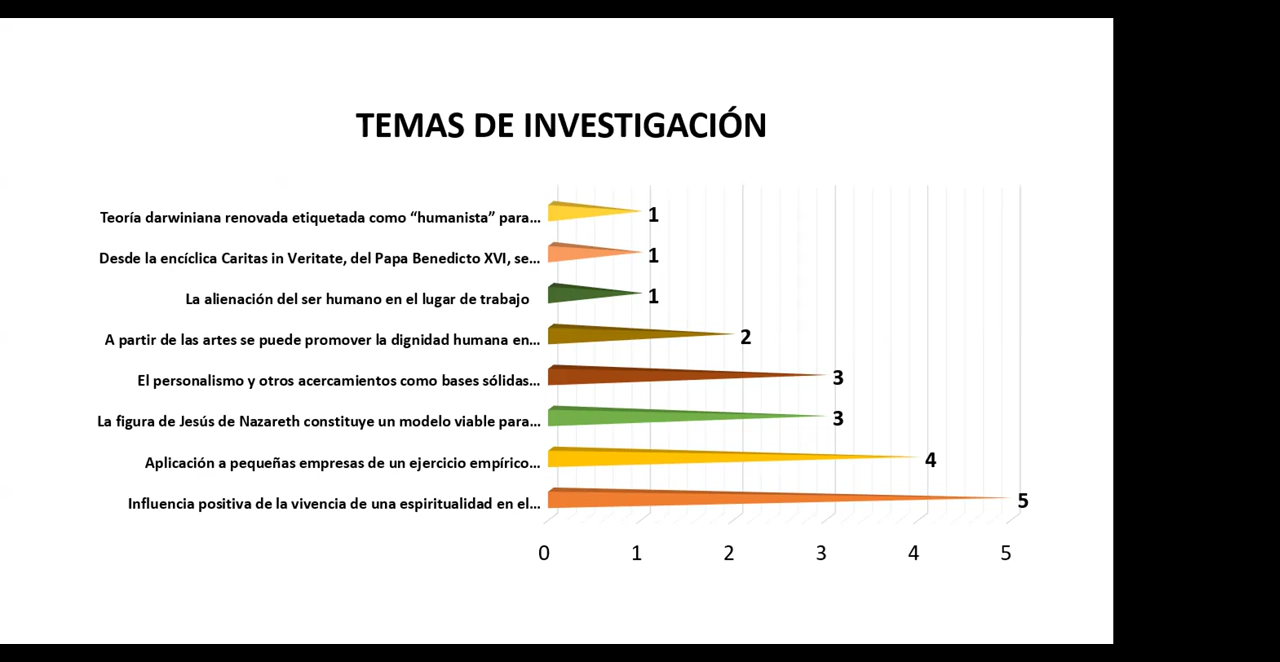 TEMAS DE INVESTIGACIÓN
Teoría darwiniana renovada etiquetada como “humanista” para... 1
Desde la encíclica Caritas in Veritate, del Papa Benedicto XVI, se... 1
La alienación del ser humano en el lugar de trabajo 1
A partir de las artes se puede promover la dignidad humana en... 2
El personalismo y otros acercamientos como bases sólidas... 3
La figura de Jesús de Nazareth constituye un modelo viable para... 3
Aplicación a pequeñas empresas de un ejercicio empírico... 4
Influencia positiva de la vivencia de una espiritualidad en el... 5
0 1 2 3 4 5